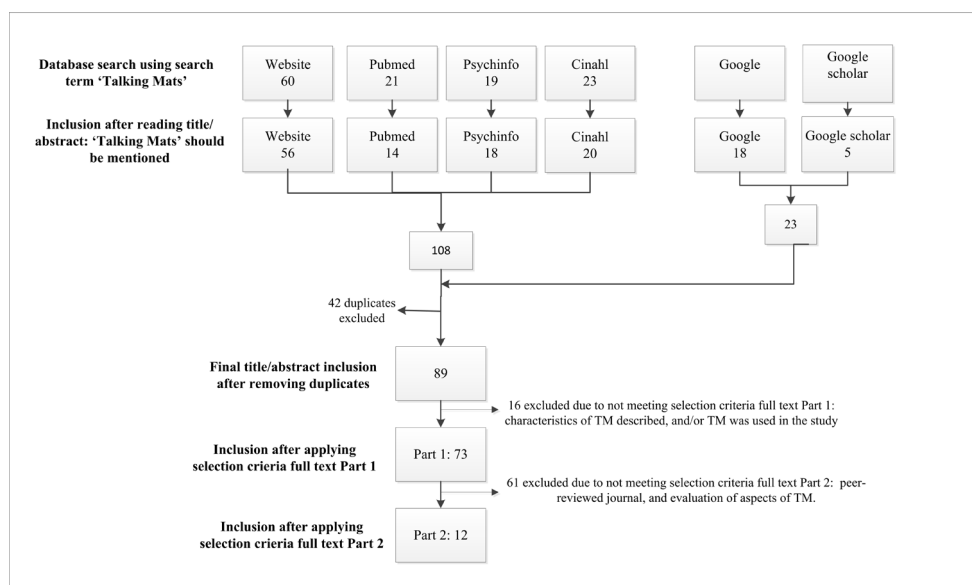 Database search using search
term ‘Talking Mats’
Website
60
Pubmed
21
Psychinfo
19
Cinahl
23
Google
Google
scholar
Inclusion after reading title/
abstract: ‘Talking Mats’ should
be mentioned
Website
56
Pubmed
14
Psychinfo
18
Cinahl
20
Google
18
Google scholar
5
108
23
42 duplicates
excluded
Final title/abstract inclusion
after removing duplicates
89
16 excluded due to not meeting selection criteria full text Part 1:
characteristics of TM described, and/or TM was used in the study
Inclusion after applying
selection crieria full text Part 1
Part 1: 73
61 excluded due to not meeting selection criteria full text Part 2: peer-
reviewed journal, and evaluation of aspects of TM.
Inclusion after applying
selection crieria full text Part 2
Part 2: 12